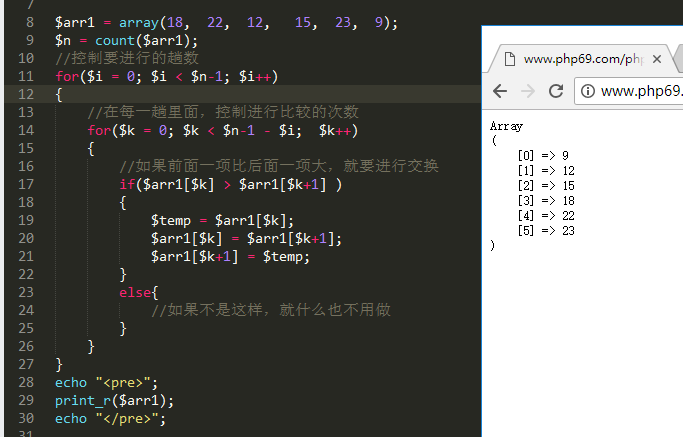 7
8 $arr1 = array(18, 22, 12, 15, 23, 9);
9 $n = count($arr1);
10 //控制要进行的趟数
11 for($i = 0; $i < $n-1; $i++)
12 {
13 //在每一趟里面，控制进行比较的次数
14 for($k = 0; $k < $n-1 - $i; $k++)
15 {
16 //如果前面一项比后面一项大，就要进行交换
17 if($arr1[$k] > $arr1[$k+1] )
18 {
19 $temp = $arr1[$k];
20 $arr1[$k] = $arr1[$k+1];
21 $arr1[$k+1] = $temp;
22 }
23 else{
24 //如果不是这样，就什么也不用做
25 }
26 }
27 }
28 echo "<pre>";
29 print_r($arr1);
30 echo "</pre>";
31
www.php69.com/php
www.php69.
Array
(
[0] => 9
[1] => 12
[2] => 15
[3] => 18
[4] => 22
[5] => 23
)